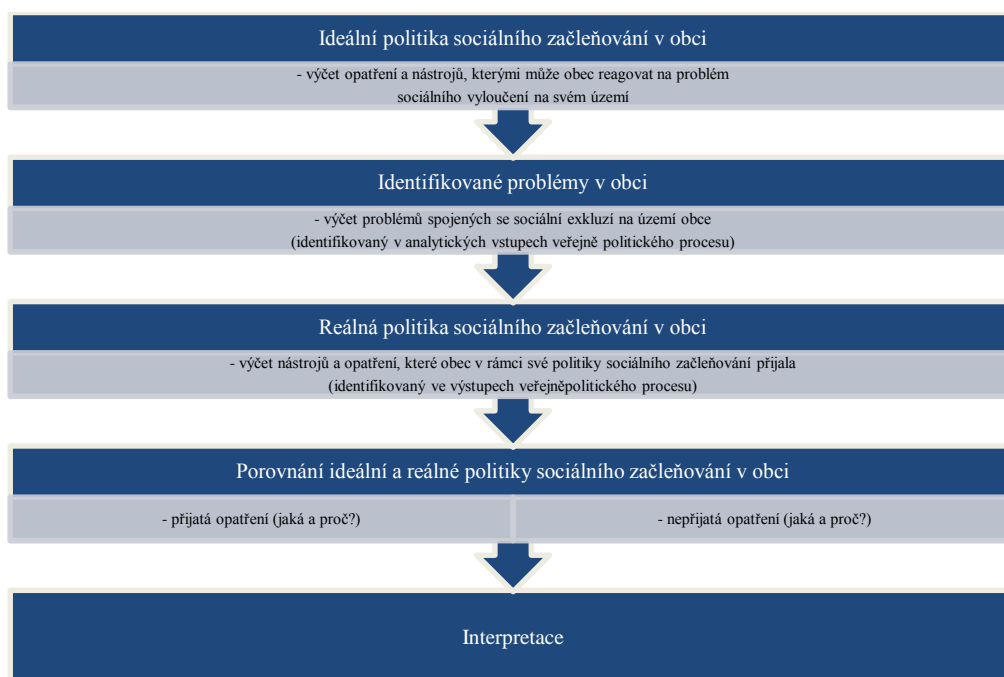 Ideální politika sociálního začleňování v obci
- výčet opatření a nástrojů, kterými může obec reagovat na problém
sociálního vyloučení na svém území
Identifikované problémy v obci
- výčet problémů spojených se sociální exkluzí na území obce
(identifikovaný v analytických vstupech veřejně politického procesu)
Reálná politika sociálního začleňování v obci
- výčet nástrojů a opatření, které obec v rámci své politiky sociálního začleňování přijala
(identifikovaný ve výstupech veřejněpolitického procesu)
Porovnání ideální a reálné politiky sociálního začleňování v obci
- přijatá opatření (jaká a proč?)
- nepřijatá opatření (jaká a proč?)
Interpretace